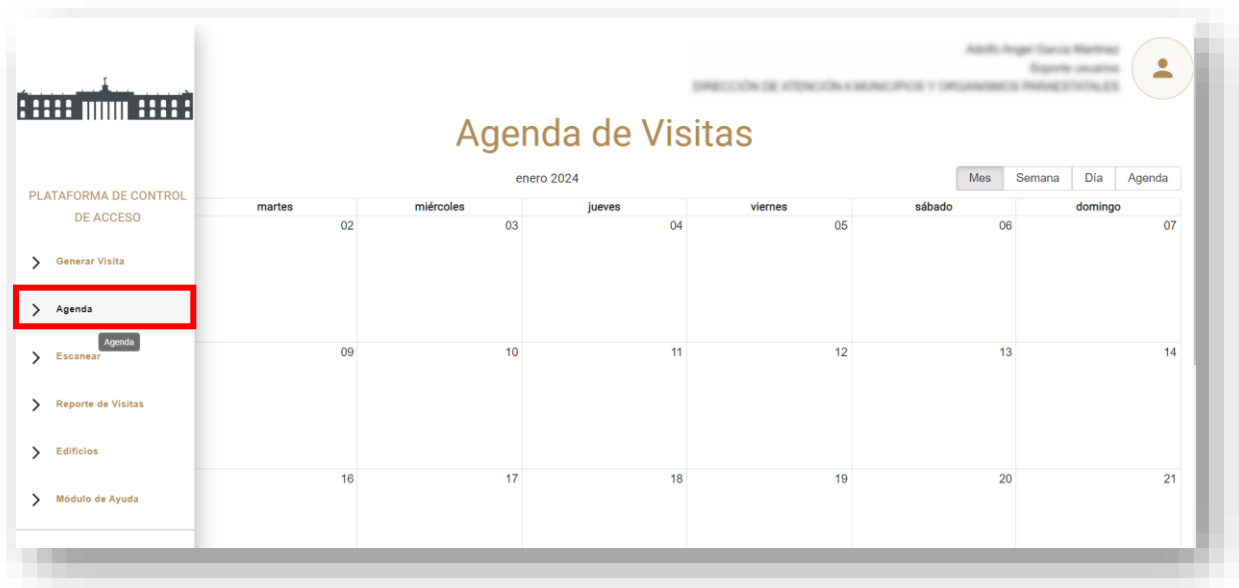 Agenda de Visitas
enero 2024
Mes Semana Día Agenda
PLATAFORMA DE CONTROL
DE ACCESO
Generar Visita
Agenda
Agenda
Escanear
Reporte de Visitas
Edificios
Módulo de Ayuda
martes miércoles jueves viernes sábado domingo
02 03 04 05 06 07
09 10 11 12 13 14
16 17 18 19 20 21